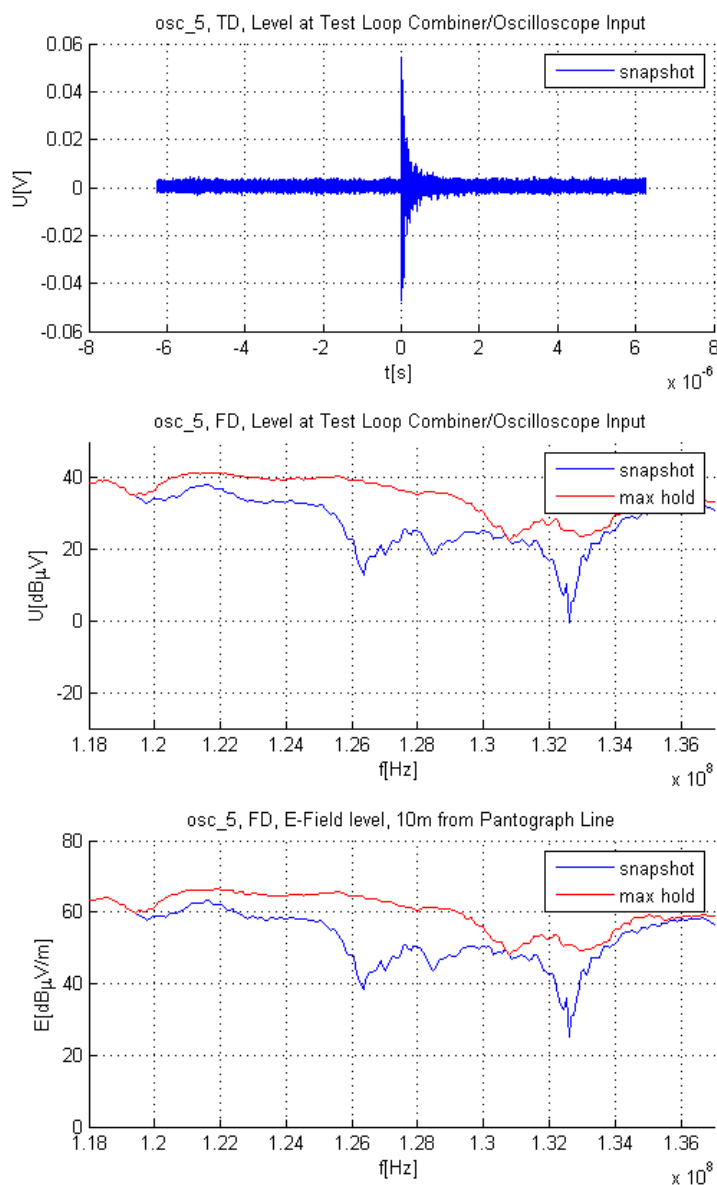 osc_5, TD, Level at Test Loop Combiner/Oscilloscope Input
0.06
0.04
0.02
0
-0.02
-0.04
-0.06
U[V]
snapshot
-8
-6
-4
-2
0
2
4
6
8
t[s]
x 10^-6
osc_5, FD, Level at Test Loop Combiner/Oscilloscope Input
40
20
0
-20
U[dBμV]
snapshot
max hold
1.18
1.2
1.22
1.24
1.26
1.28
1.3
1.32
1.34
1.36
f[Hz]
x 10^8
osc_5, FD, E-Field level, 10m from Pantograph Line
80
60
40
20
0
E[dBμV/m]
snapshot
max hold
1.18
1.2
1.22
1.24
1.26
1.28
1.3
1.32
1.34
1.36
f[Hz]
x 10^8